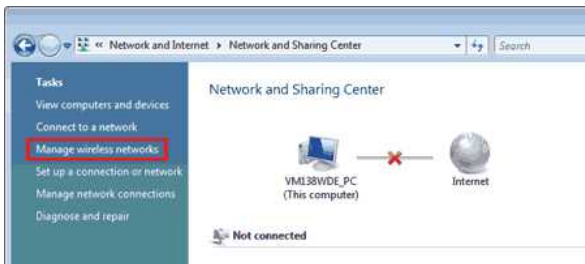 « Network and Internet ▸ Network and Sharing Center
Search
Tasks
View computers and devices
Connect to a network
Manage wireless networks
Set up a connection or network
Manage network connections
Diagnose and repair
Network and Sharing Center
VM138WDE_PC
(This computer)
Internet
Not connected